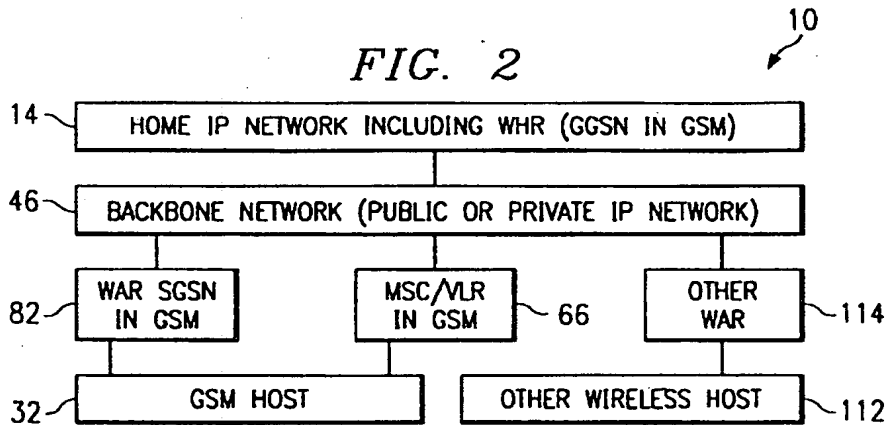 10
FIG. 2
14
HOME IP NETWORK INCLUDING WHR (GGSN IN GSM)
46
BACKBONE NETWORK (PUBLIC OR PRIVATE IP NETWORK)
82
WAR SGSN
IN GSM
MSC/VLR
IN GSM
66
OTHER
WAR
114
32
GSM HOST
OTHER WIRELESS HOST
112